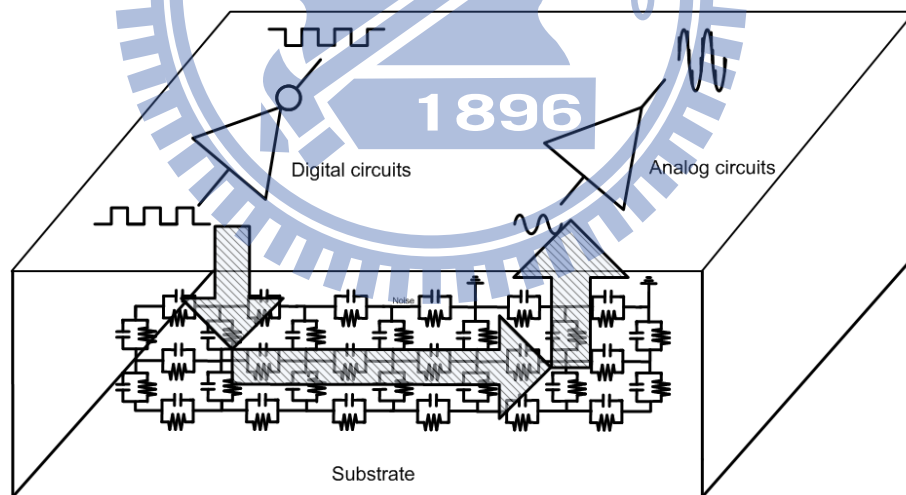 1896
Digital circuits
Analog circuits
Noise
Substrate